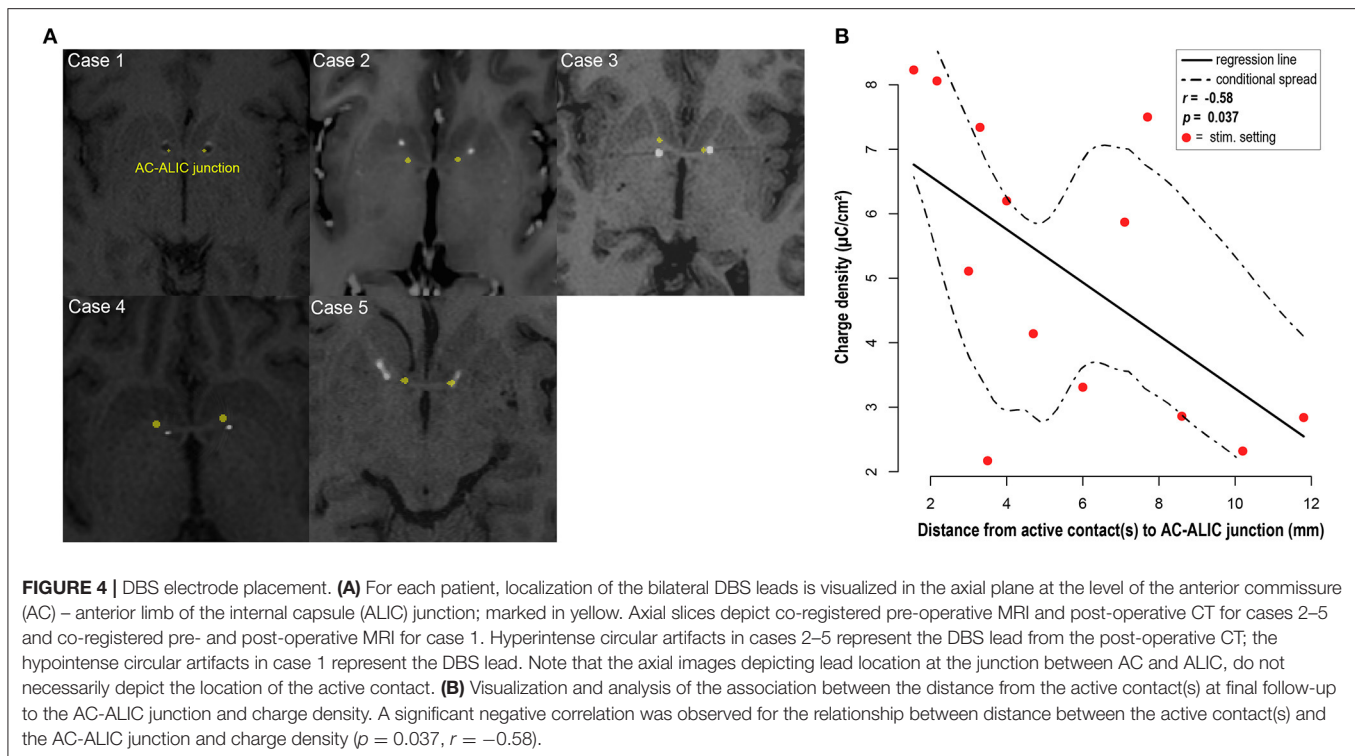 A
Case 1
Case 2
Case 3
AC-ALIC junction
Case 4
Case 5
B
regression line
conditional spread
r = -0.58
p = 0.037
= stim. setting
8
7
6
5
4
3
2
Charge density (µC/cm²)
2 4 6 8 10 12
Distance from active contact(s) to AC-ALIC junction (mm)
FIGURE 4 | DBS electrode placement. (A) For each patient, localization of the bilateral DBS leads is visualized in the axial plane at the level of the anterior commissure
(AC) – anterior limb of the internal capsule (ALIC) junction; marked in yellow. Axial slices depict co-registered pre-operative MRI and post-operative CT for cases 2–5
and co-registered pre- and post-operative MRI for case 1. Hyperintense circular artifacts in cases 2–5 represent the DBS lead from the post-operative CT; the
hypointense circular artifacts in case 1 represent the DBS lead. Note that the axial images depicting lead location at the junction between AC and ALIC, do not
necessarily depict the location of the active contact. (B) Visualization and analysis of the association between the distance from the active contact(s) at final follow-up
to the AC-ALIC junction and charge density. A significant negative correlation was observed for the relationship between distance between the active contact(s) and
the AC-ALIC junction and charge density (p = 0.037, r = −0.58).